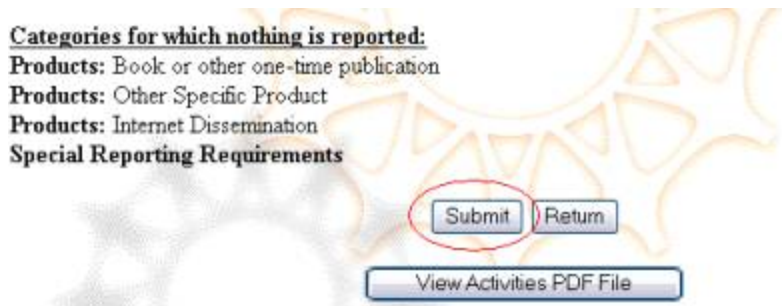 Categories for which nothing is reported:
Products: Book or other one-time publication
Products: Other Specific Product
Products: Internet Dissemination
Special Reporting Requirements
Submit Return
View Activities PDF File